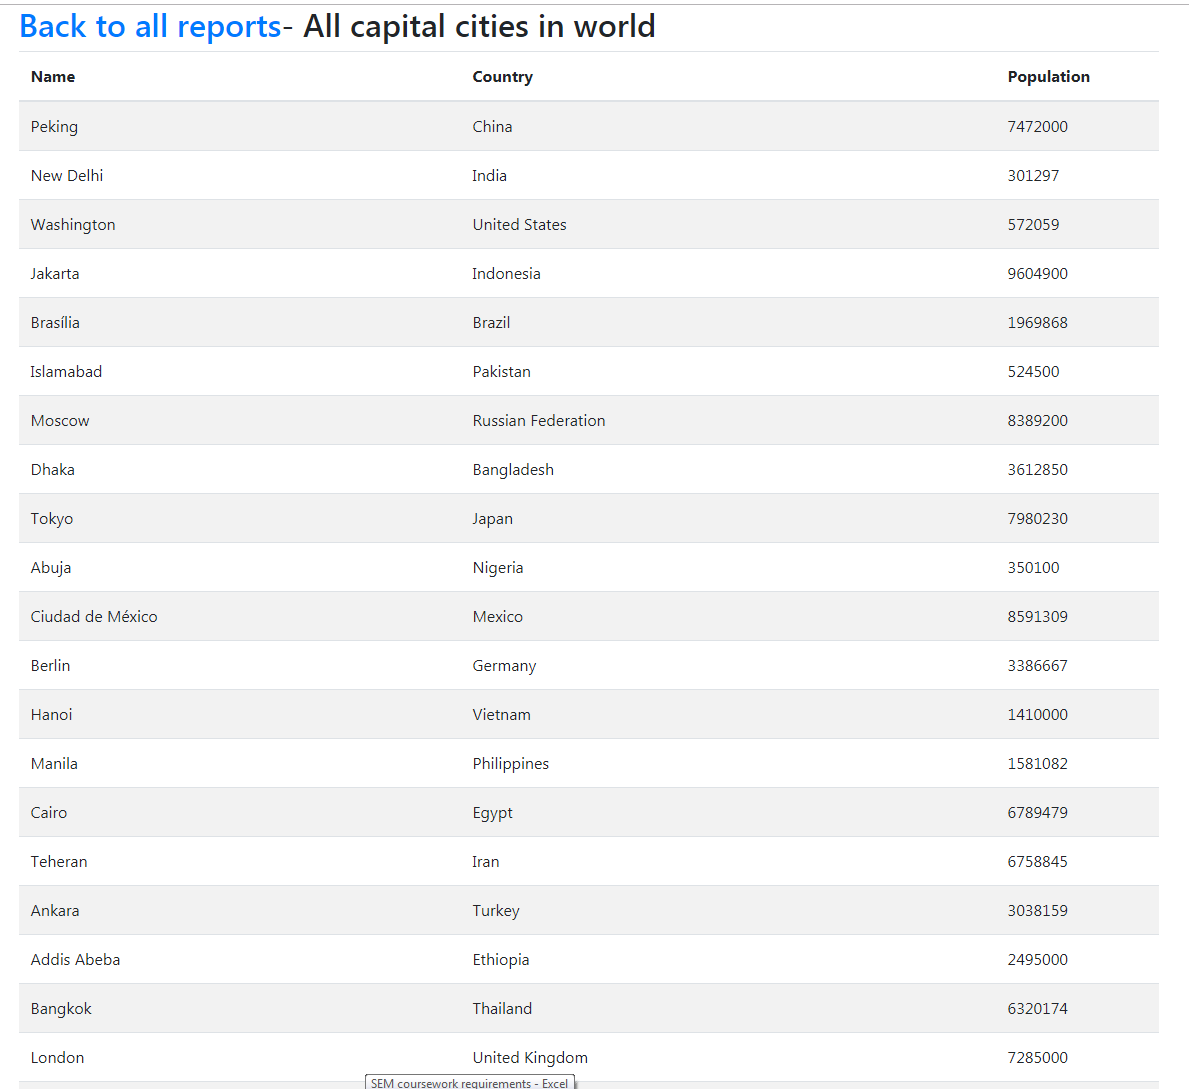 Back to all reports- All capital cities in world
Name Country Population
Peking China 7472000
New Delhi India 301297
Washington United States 572059
Jakarta Indonesia 9604900
Brasília Brazil 1969868
Islamabad Pakistan 524500
Moscow Russian Federation 8389200
Dhaka Bangladesh 3612850
Tokyo Japan 7980230
Abuja Nigeria 350100
Ciudad de México Mexico 8591309
Berlin Germany 3386667
Hanoi Vietnam 1410000
Manila Philippines 1581082
Cairo Egypt 6789479
Teheran Iran 6758845
Ankara Turkey 3038159
Addis Abeba Ethiopia 2495000
Bangkok Thailand 6320174
London United Kingdom 7285000
SEM coursework requirements - Excel